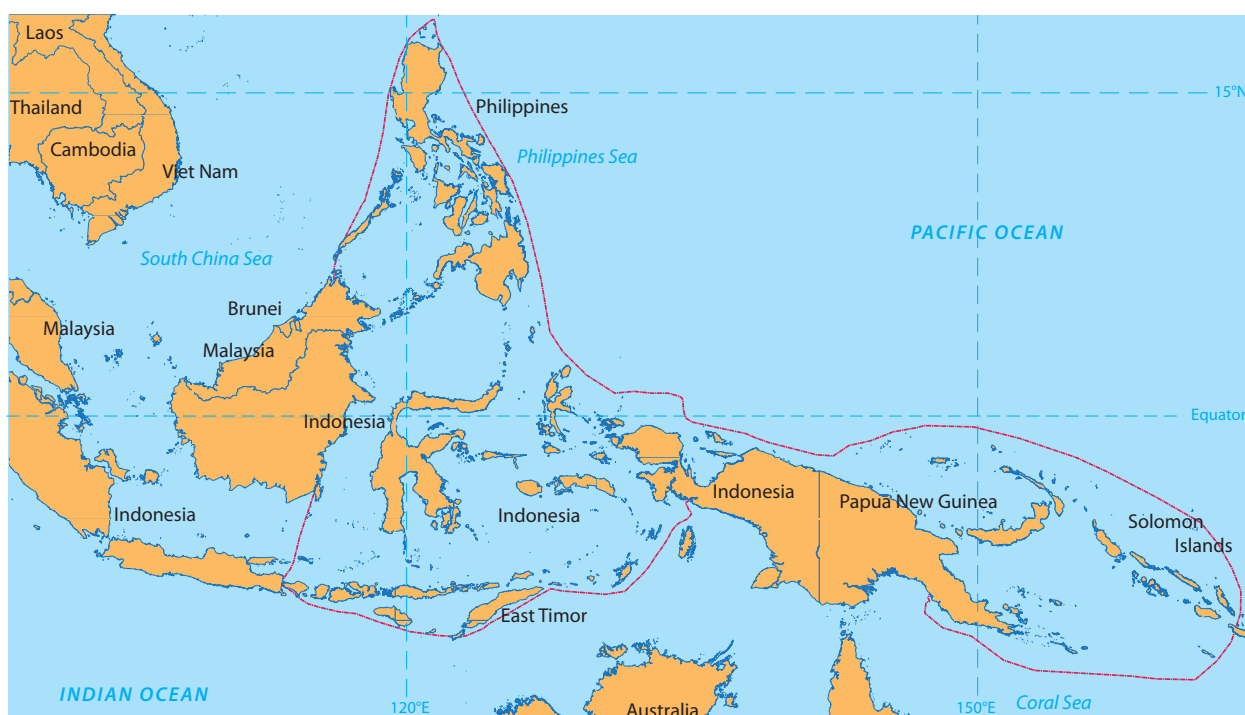 Laos
15°N
Thailand
Philippines
Cambodia
Philippines Sea
Viet Nam
PACIFIC OCEAN
South China Sea
Brunei
Malaysia
Malaysia
Equator
Indonesia
Indonesia
Papua New Guinea
Indonesia
Indonesia
Solomon
Islands
East Timor
INDIAN OCEAN
120°E
Australia
150°E
Coral Sea